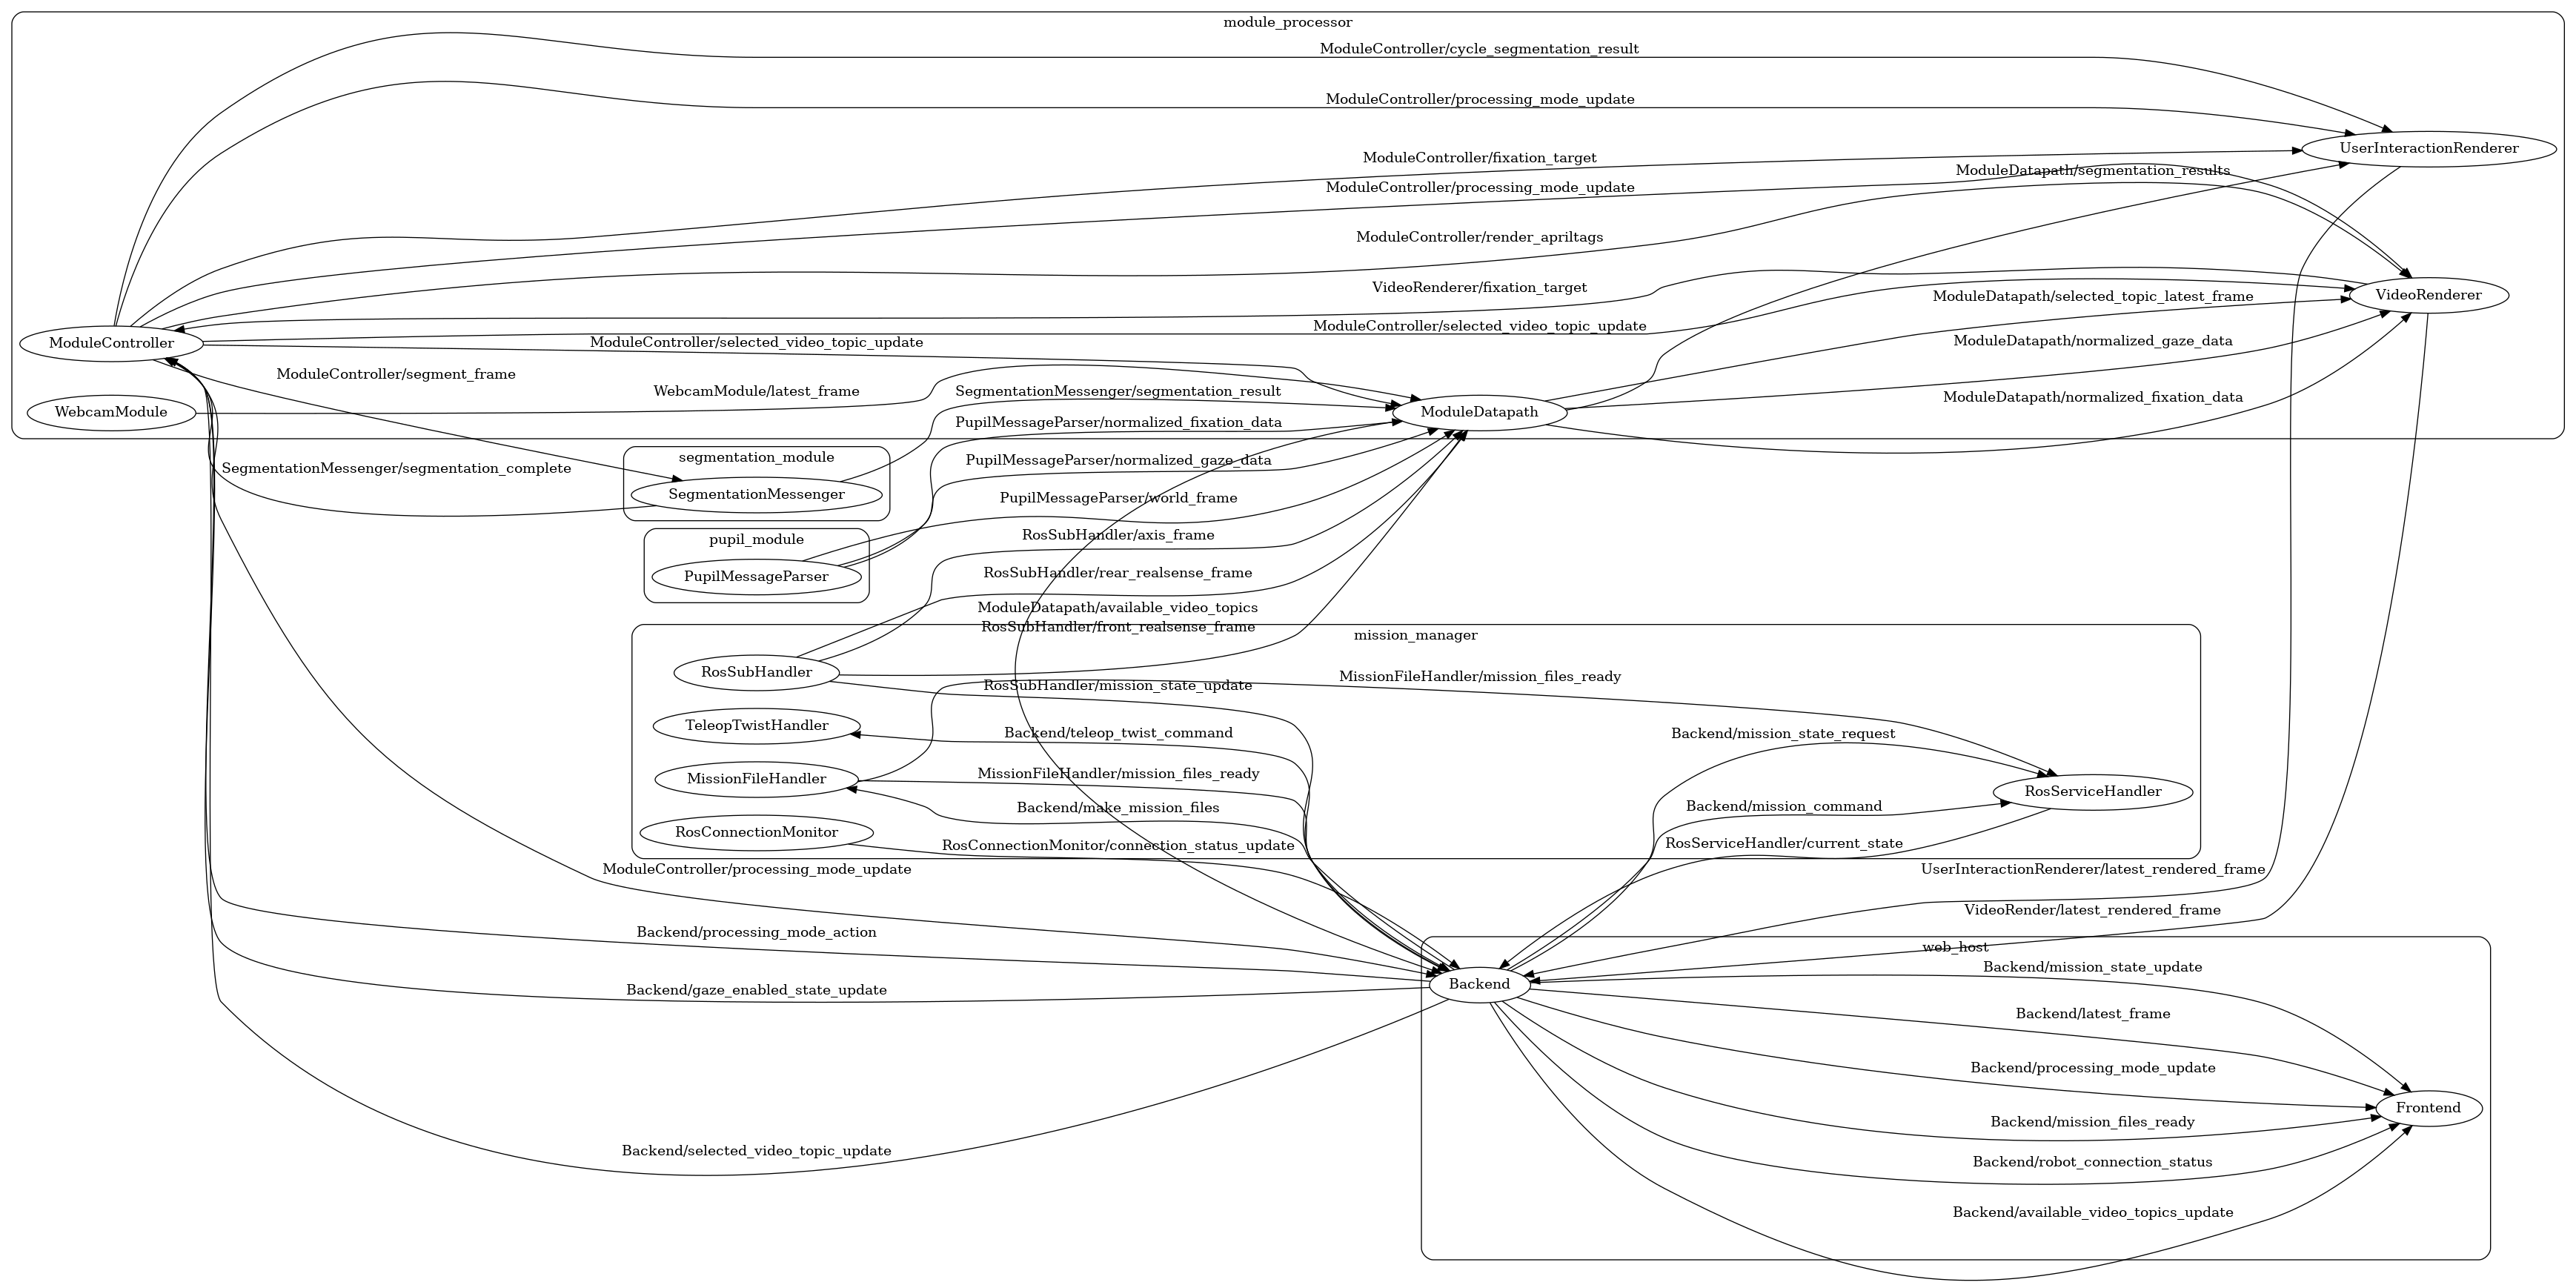 module_processor
ModuleController/cycle_segmentation_result
ModuleController/processing_mode_update
UserInteractionRenderer
ModuleController/fixation_target
ModuleDatapath/segmentation_results
ModuleController/processing_mode_update
ModuleController/render_apriltags
VideoRenderer/fixation_target
VideoRenderer
ModuleDatapath/selected_topic_latest_frame
ModuleController/selected_video_topic_update
ModuleController
ModuleController/selected_video_topic_update
ModuleDatapath/normalized_gaze_data
ModuleController/segment_frame
WebcamModule/latest_frame
SegmentationMessenger/segmentation_result
ModuleDatapath/normalized_fixation_data
WebcamModule
ModuleDatapath
PupilMessageParser/normalized_fixation_data
segmentation_module
PupilMessageParser/normalized_gaze_data
SegmentationMessenger/segmentation_complete
SegmentationMessenger
PupilMessageParser/world_frame
RosSubHandler/axis_frame
pupil_module
RosSubHandler/rear_realsense_frame
PupilMessageParser
ModuleDatapath/available_video_topics
RosSubHandler/front_realsense_frame
mission_manager
RosSubHandler
MissionFileHandler/mission_files_ready
RosSubHandler/mission_state_update
TeleopTwistHandler
Backend/teleop_twist_command
Backend/mission_state_request
MissionFileHandler
MissionFileHandler/mission_files_ready
RosServiceHandler
Backend/make_mission_files
Backend/mission_command
RosConnectionMonitor
RosConnectionMonitor/connection_status_update
RosServiceHandler/current_state
ModuleController/processing_mode_update
UserInteractionRenderer/latest_rendered_frame
VideoRender/latest_rendered_frame
Backend/processing_mode_action
web_host
Backend/mission_state_update
Backend
Backend/gaze_enabled_state_update
Backend/latest_frame
Backend/processing_mode_update
Frontend
Backend/mission_files_ready
Backend/selected_video_topic_update
Backend/robot_connection_status
Backend/available_video_topics_update